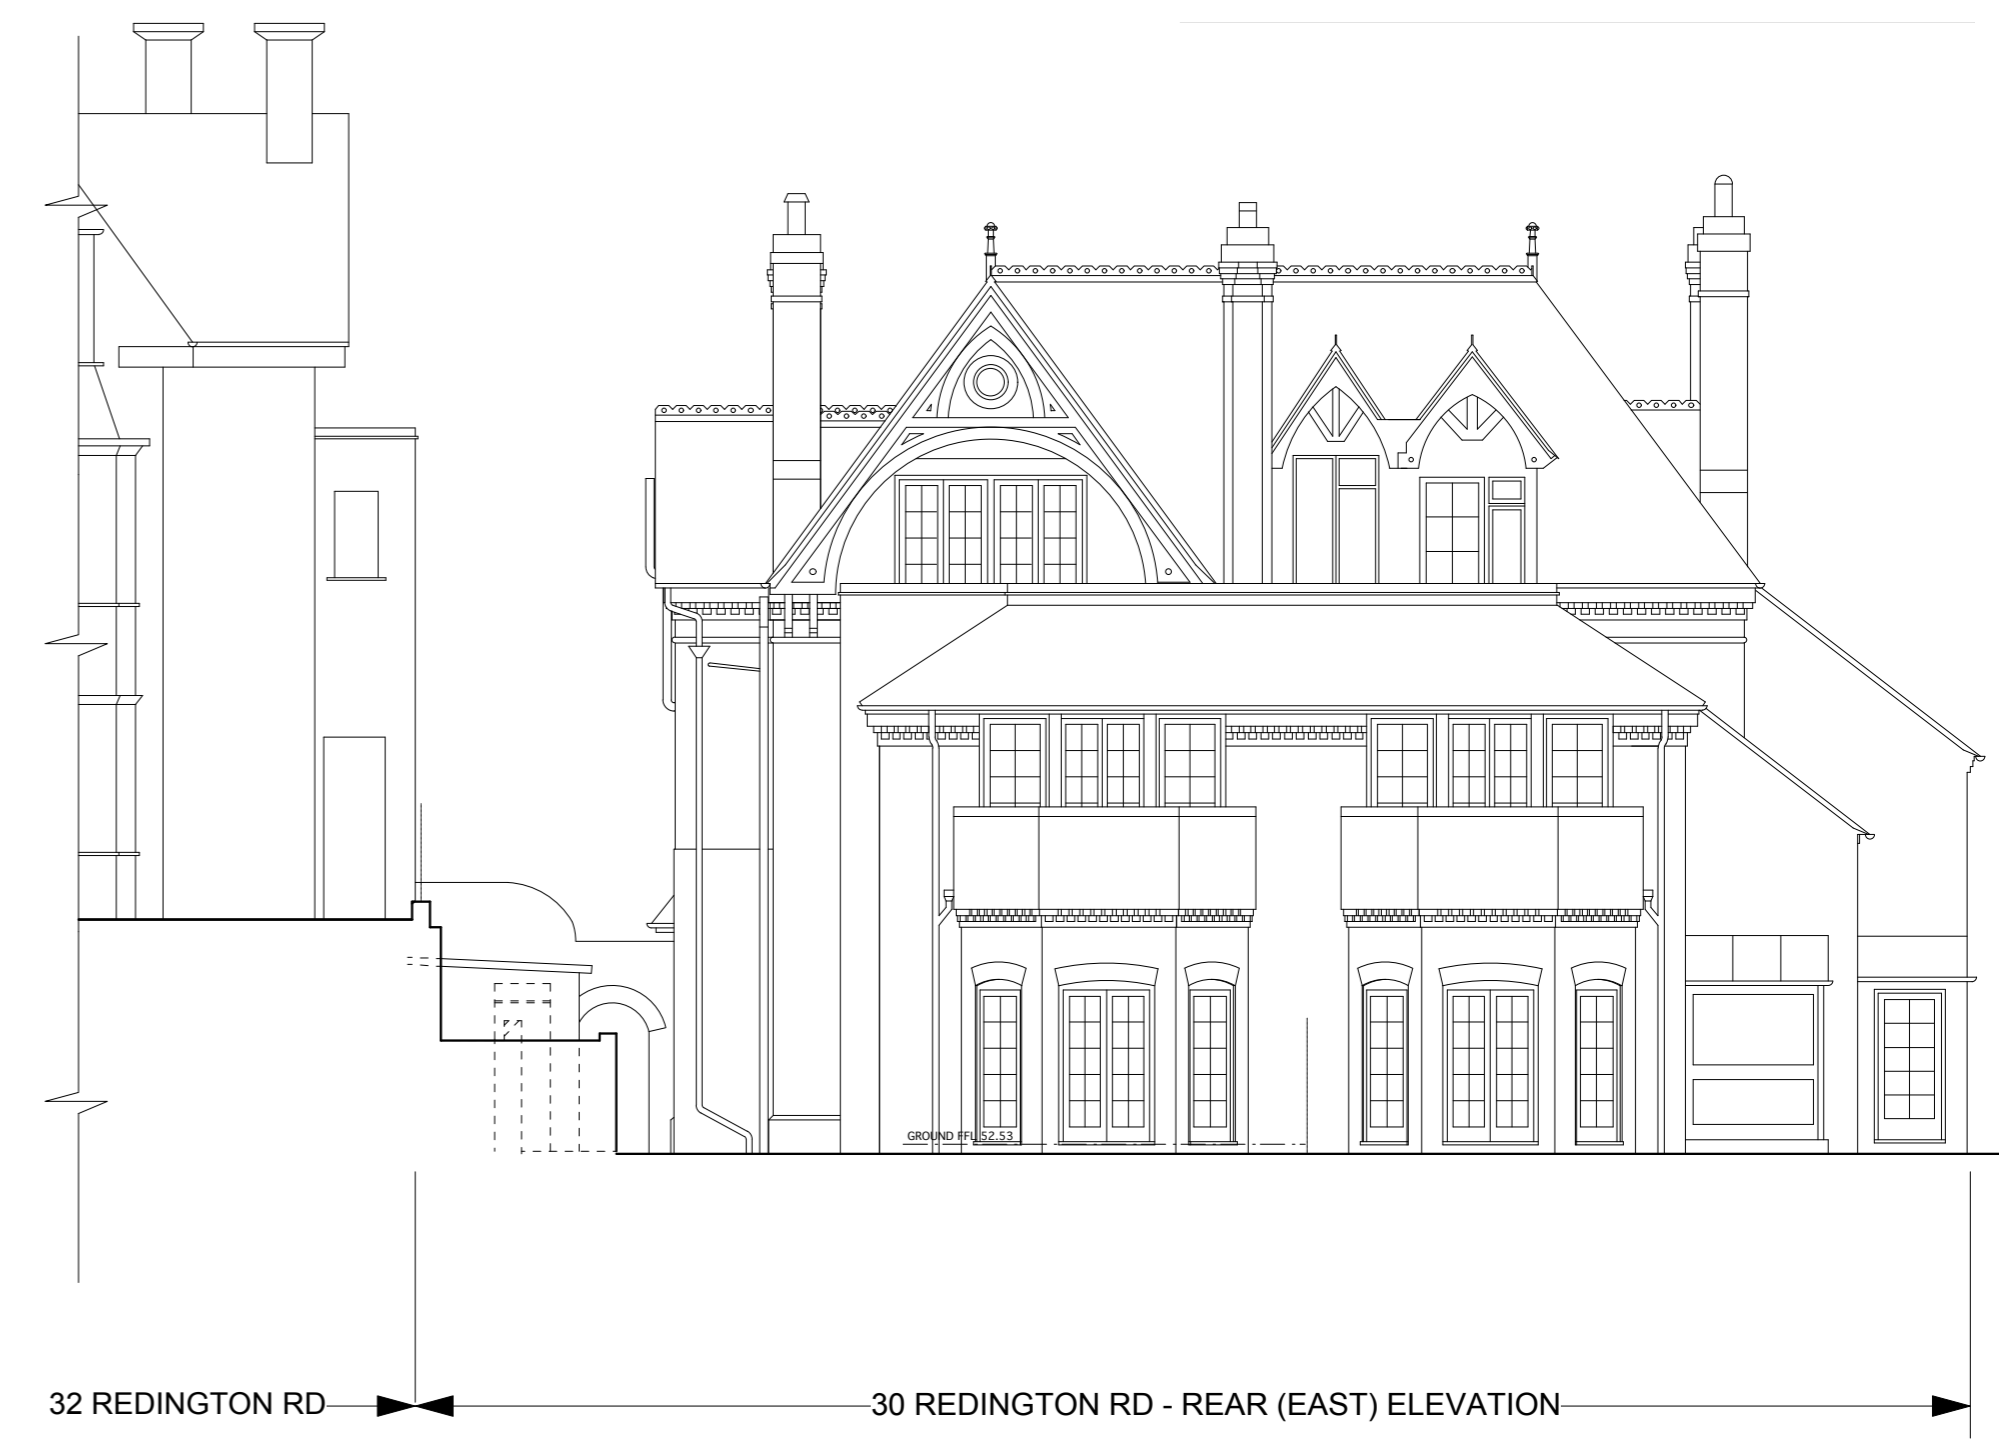 GROUND FFL 52.53
32 REDINGTON RD
30 REDINGTON RD - REAR (EAST) ELEVATION